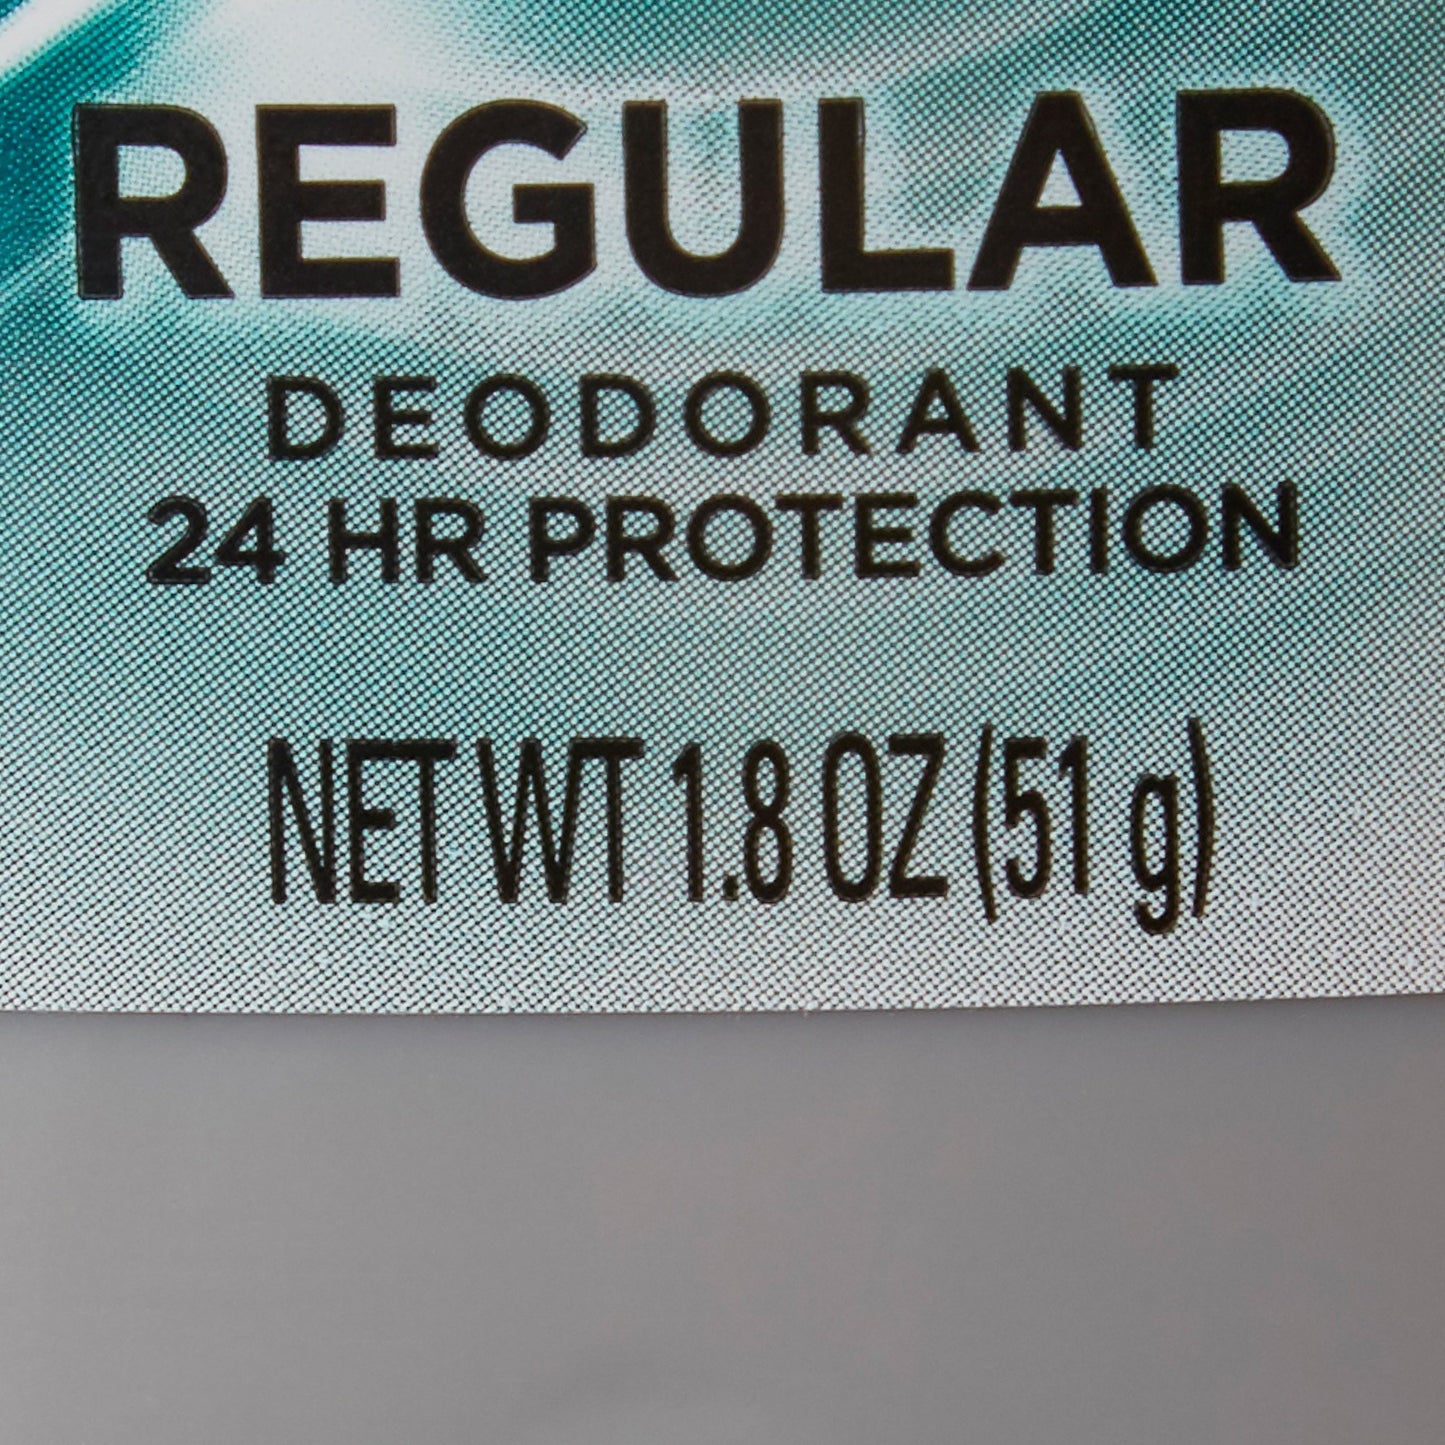 REGULAR
DEODORANT
24 HR PROTECTION
NET WT 1.8 OZ (51 g)